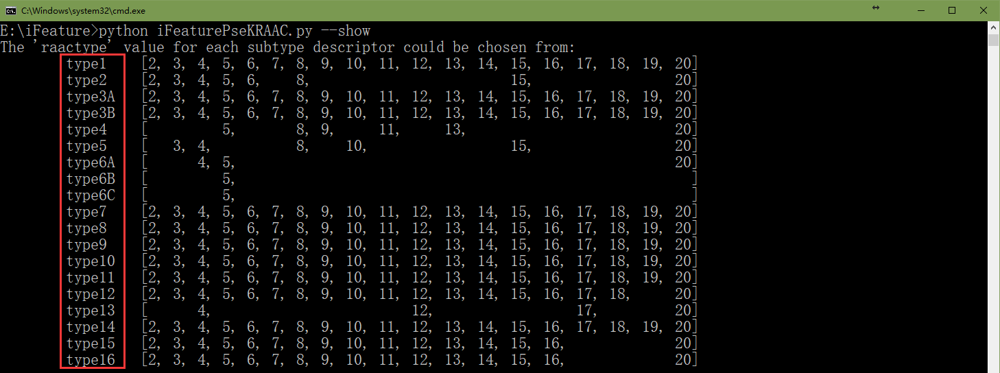 C:\Windows\system32\cmd.exe
E:\iFeature>python iFeaturePseKRAAC.py --show
The 'raactype' value for each subtype descriptor could be chosen from:
type1 [2, 3, 4, 5, 6, 7, 8, 9, 10, 11, 12, 13, 14, 15, 16, 17, 18, 19, 20]
type2 [2, 3, 4, 5, 6, 8, 15, 20]
type3A [2, 3, 4, 5, 6, 7, 8, 9, 10, 11, 12, 13, 14, 15, 16, 17, 18, 19, 20]
type3B [2, 3, 4, 5, 6, 7, 8, 9, 10, 11, 12, 13, 14, 15, 16, 17, 18, 19, 20]
type4 [ 5, 8, 9, 11, 13, 20]
type5 [ 3, 4, 8, 10, 15, 20]
type6A [ 4, 5, 20]
type6B [ 5, ]
type6C [ 5, ]
type7 [2, 3, 4, 5, 6, 7, 8, 9, 10, 11, 12, 13, 14, 15, 16, 17, 18, 19, 20]
type8 [2, 3, 4, 5, 6, 7, 8, 9, 10, 11, 12, 13, 14, 15, 16, 17, 18, 19, 20]
type9 [2, 3, 4, 5, 6, 7, 8, 9, 10, 11, 12, 13, 14, 15, 16, 17, 18, 19, 20]
type10 [2, 3, 4, 5, 6, 7, 8, 9, 10, 11, 12, 13, 14, 15, 16, 17, 18, 19, 20]
type11 [2, 3, 4, 5, 6, 7, 8, 9, 10, 11, 12, 13, 14, 15, 16, 17, 18, 19, 20]
type12 [2, 3, 4, 5, 6, 7, 8, 9, 10, 11, 12, 13, 14, 15, 16, 17, 18, 20]
type13 [ 4, 12, 17, 20]
type14 [2, 3, 4, 5, 6, 7, 8, 9, 10, 11, 12, 13, 14, 15, 16, 17, 18, 19, 20]
type15 [2, 3, 4, 5, 6, 7, 8, 9, 10, 11, 12, 13, 14, 15, 16, 20]
type16 [2, 3, 4, 5, 6, 7, 8, 9, 10, 11, 12, 13, 14, 15, 16, 20]